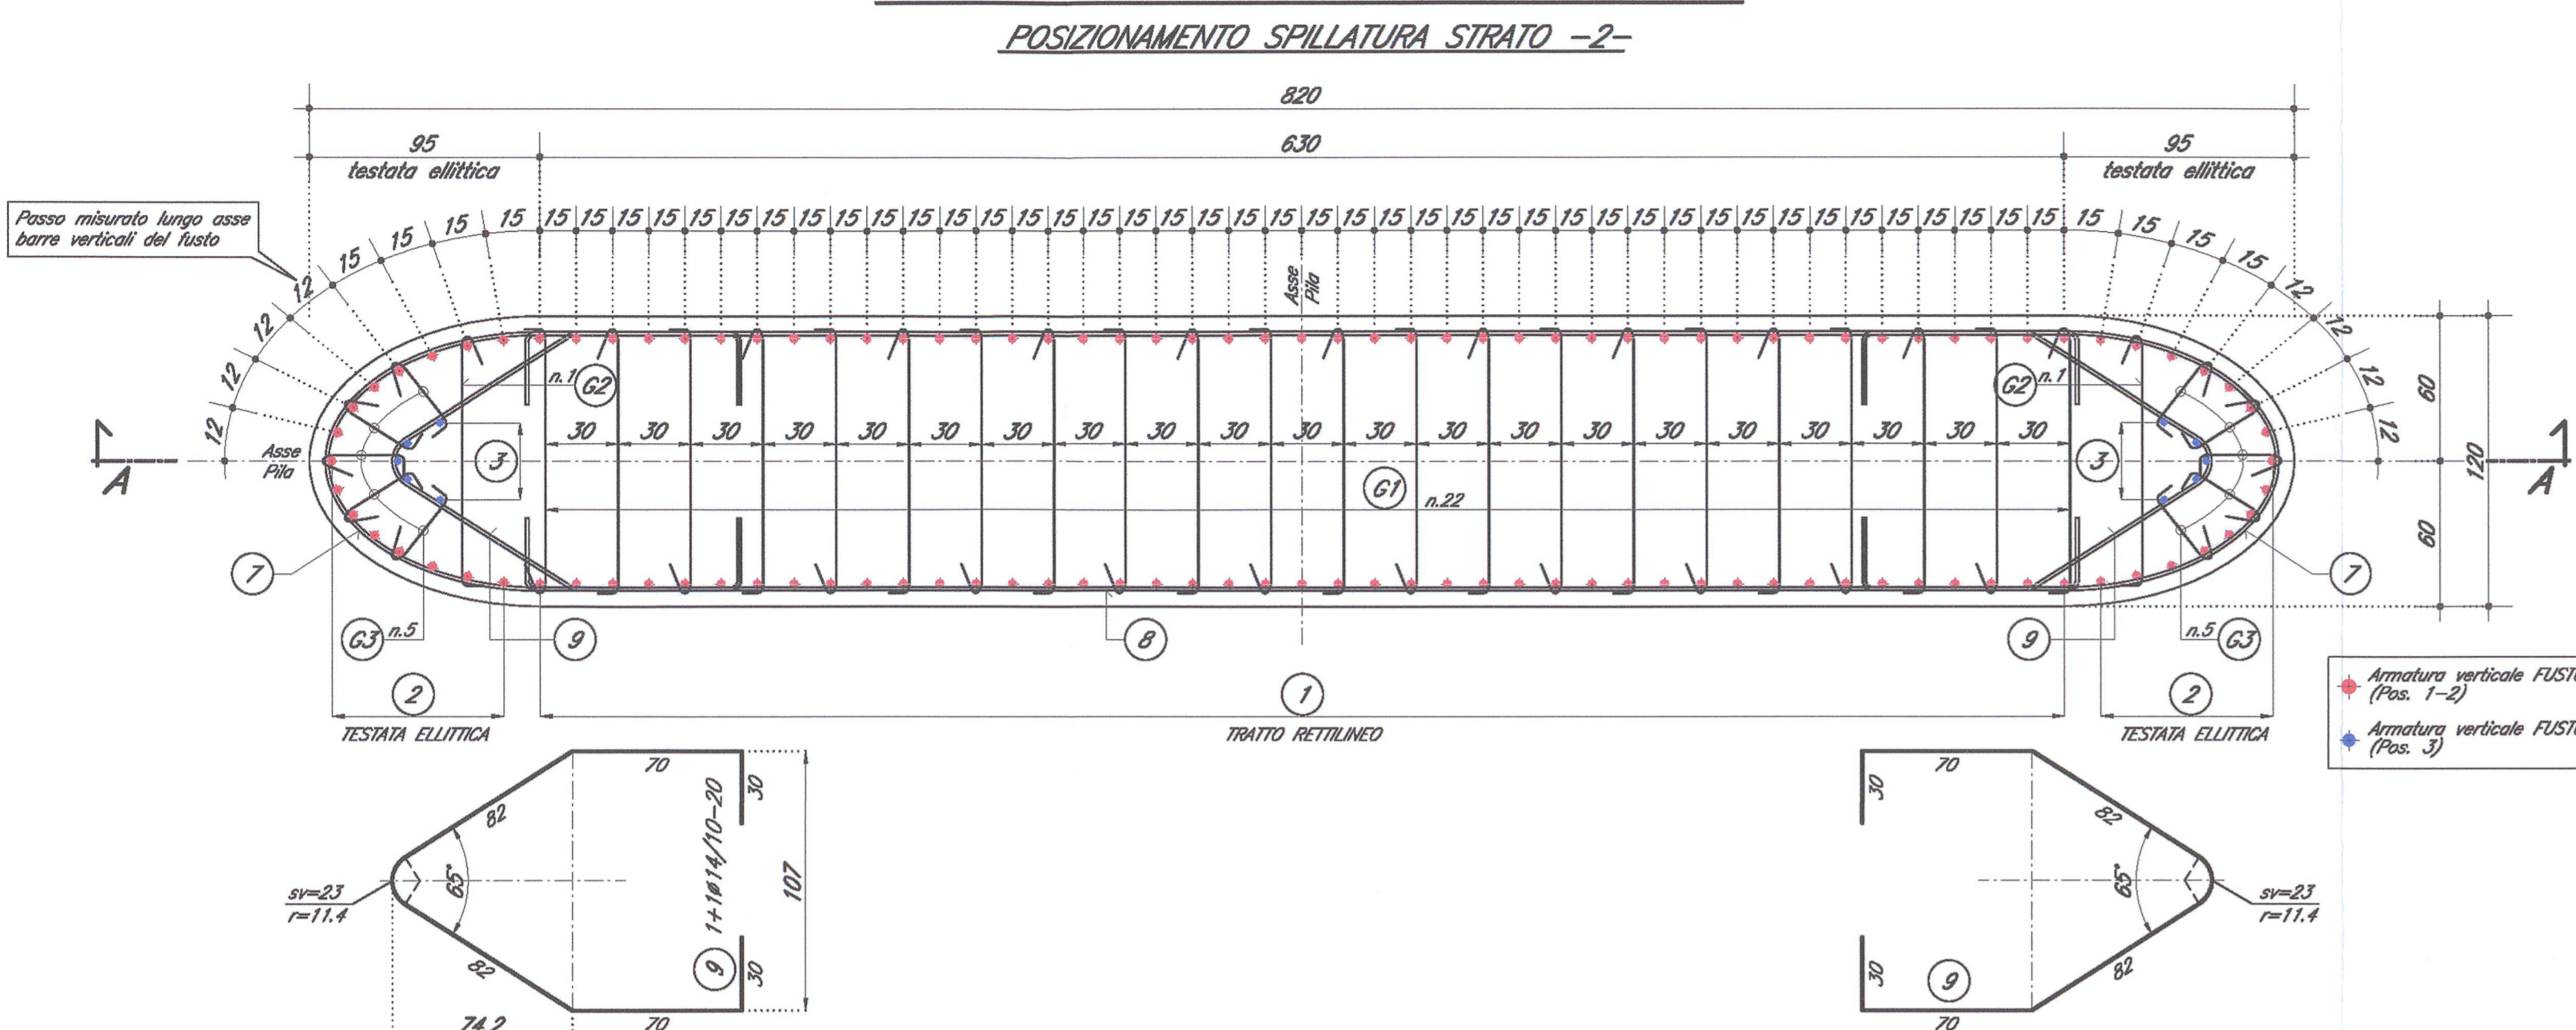 POSIZIONAMENTO SPILLATURA STRATO -2-
820
95 630 95
testata ellittica testata ellittica
Passo misurato lungo asse
barre verticali del fusto
12 12 12 12 15 15 15 15 15 15 15 15 15 15 15 15 15 15 15 15 15 15 15 15 15 15 15 15 15 15 15 15 15 15 15 15 15 15 15 15 15 15 15 15 15 15 15 15 15 15 15 15 15 15 12 12 12 12
Asse
Pila
n.1 G2 G2 n.1
60
30 30 30 30 30 30 30 30 30 30 30 30 30 30 30 30 30 30 30 30 30
A Asse
Pila 3 3 120 A
G1
n.22
60
7 7
G3 n.5 9 8 9 n.5 G3
2 1 2
TESTATA ELLITTICA TRATTO RETTILINEO TESTATA ELLITTICA
Armatura verticale FUST
(Pos. 1-2)
Armatura verticale FUST
(Pos. 3)
70 30 70 30
82 82
65° 1+1ø14/10-20 107 65°
sv=23 sv=23
r=11.4 r=11.4
82 9 30 30 9 82
74.2 70 70